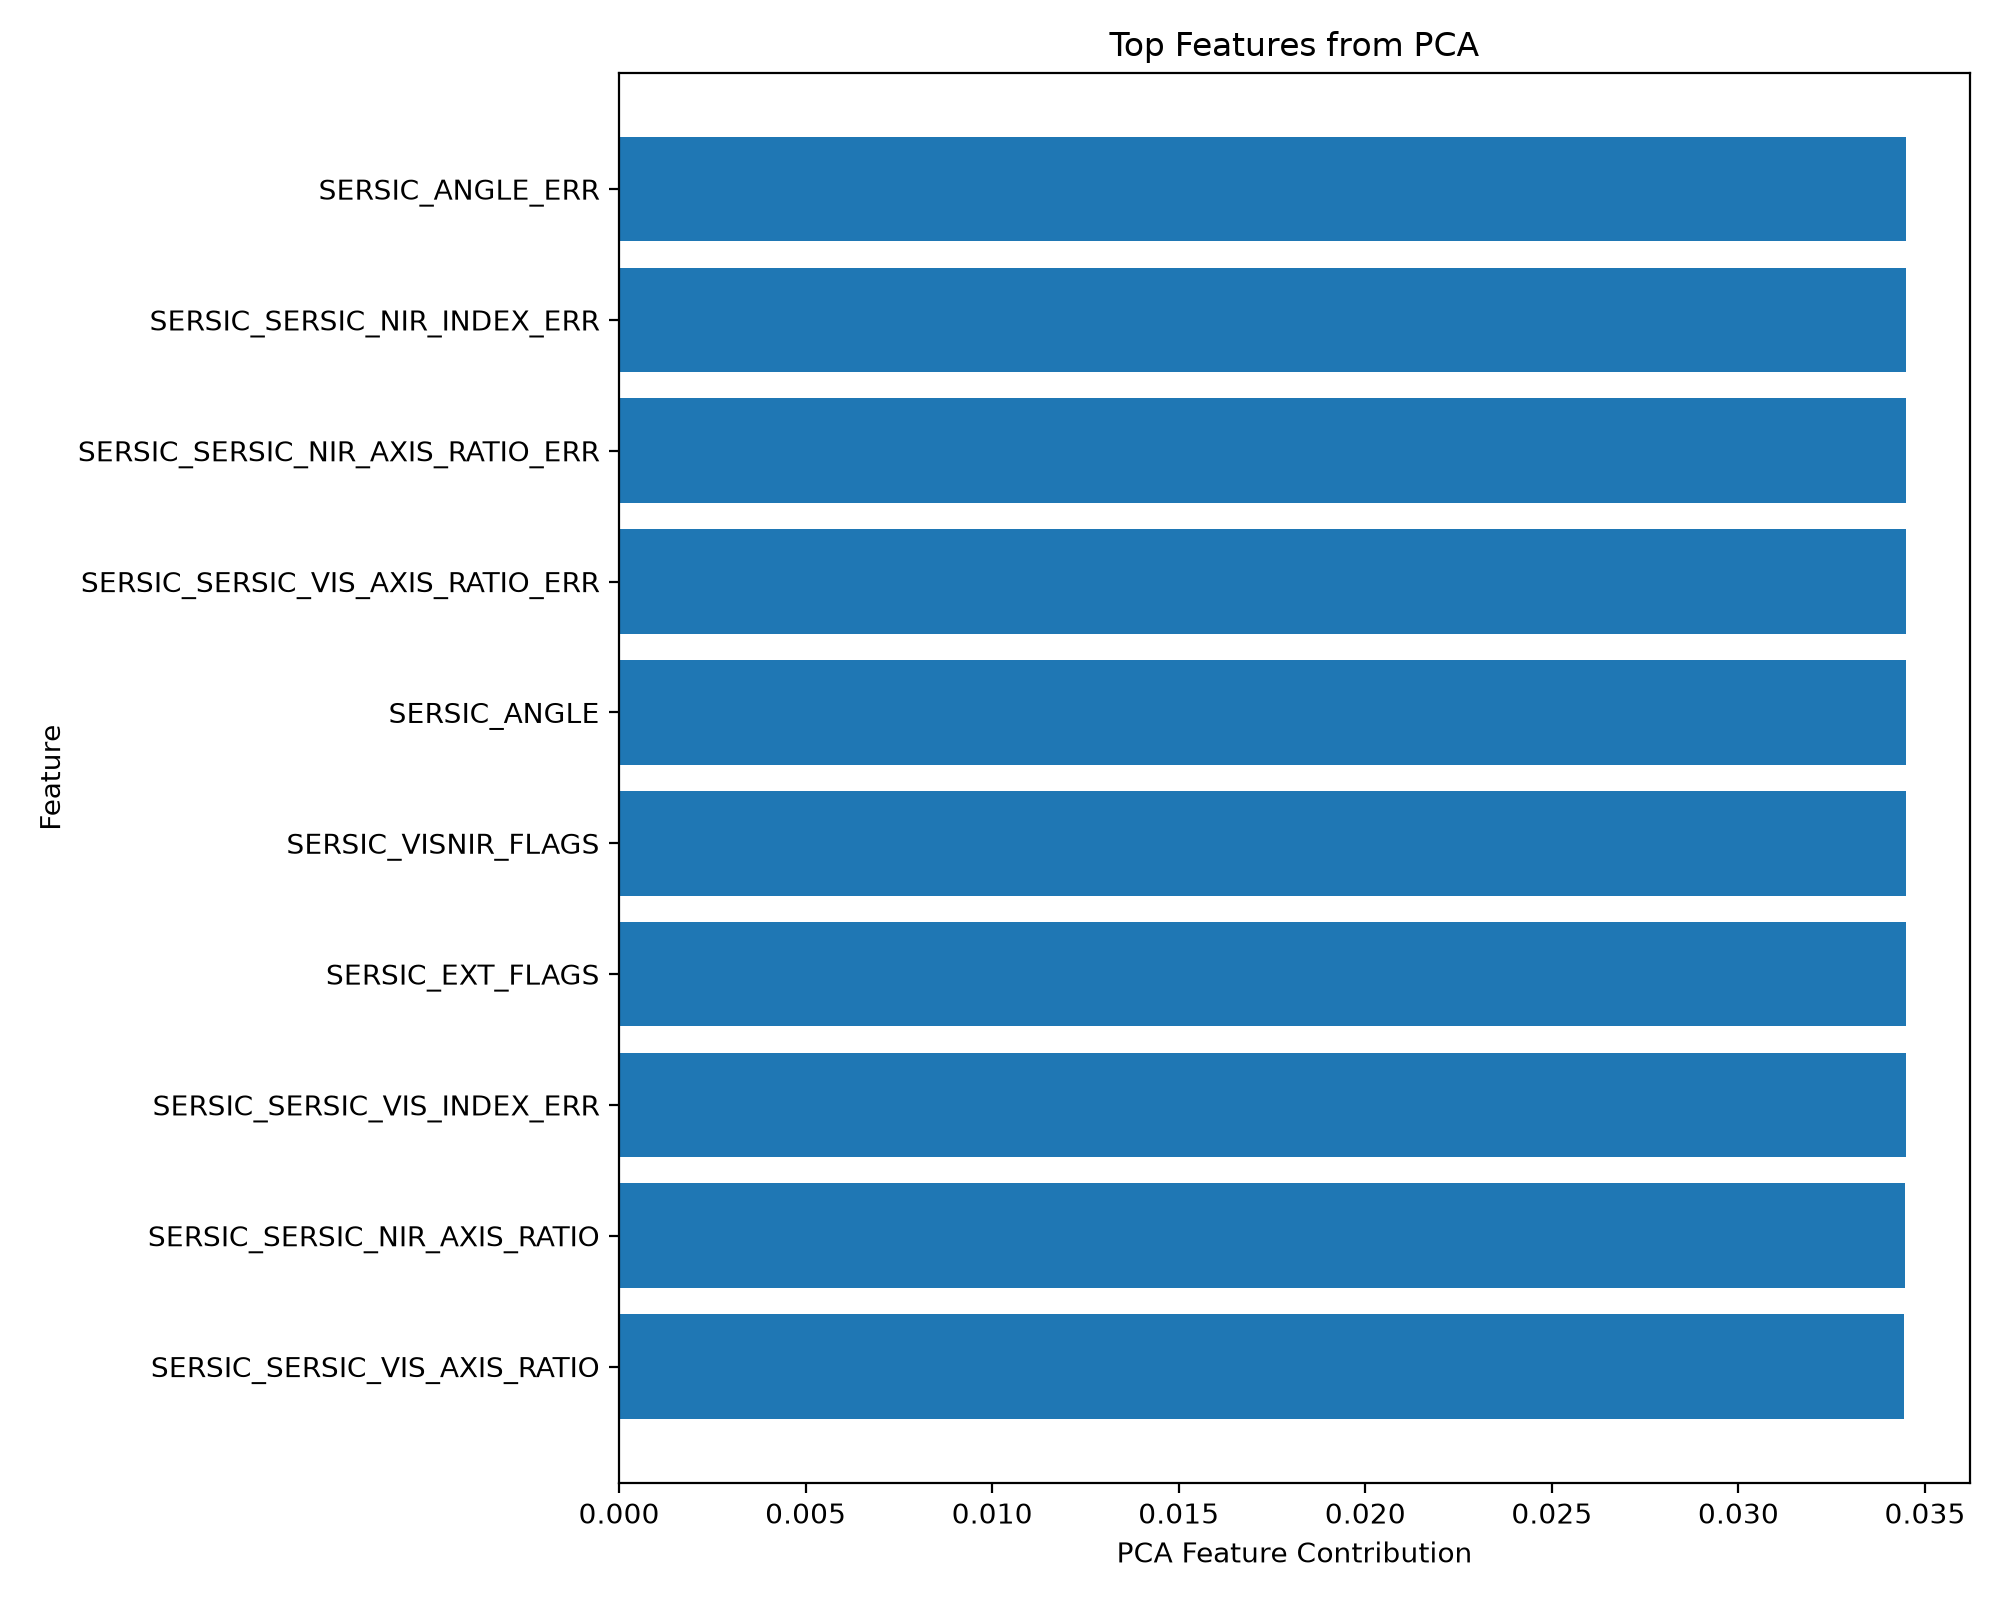 Top Features from PCA
SERSIC_ANGLE_ERR
SERSIC_SERSIC_NIR_INDEX_ERR
SERSIC_SERSIC_NIR_AXIS_RATIO_ERR
SERSIC_SERSIC_VIS_AXIS_RATIO_ERR
SERSIC_ANGLE
SERSIC_VISNIR_FLAGS
SERSIC_EXT_FLAGS
SERSIC_SERSIC_VIS_INDEX_ERR
SERSIC_SERSIC_NIR_AXIS_RATIO
SERSIC_SERSIC_VIS_AXIS_RATIO
Feature
0.000 0.005 0.010 0.015 0.020 0.025 0.030 0.035
PCA Feature Contribution